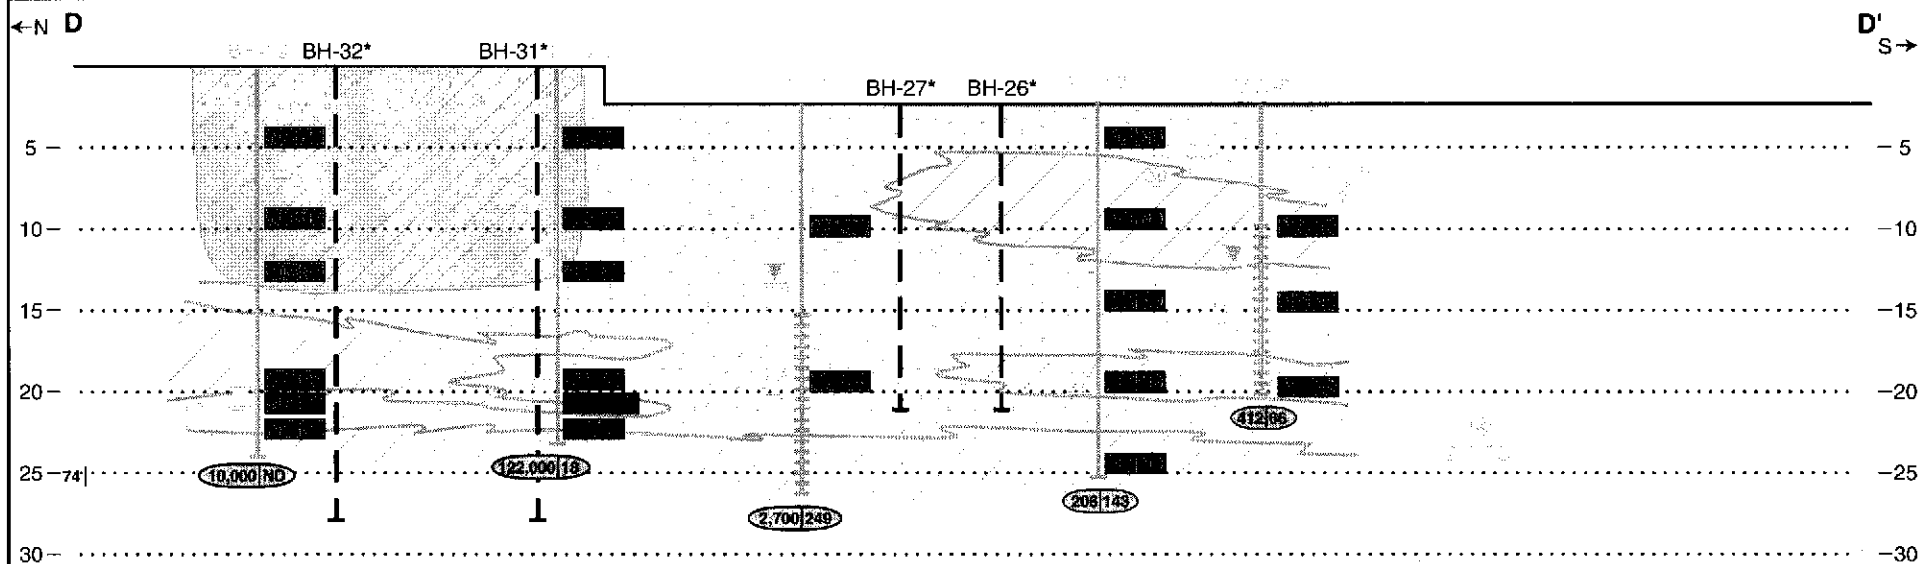 ←N D D' S→
BH-32* BH-31*
BH-27* BH-26*
5 5
10 10
15 15
20 20
412 86
25 74' 10,000 ND 122,000 18 25
206 143
2,700 249
30 30